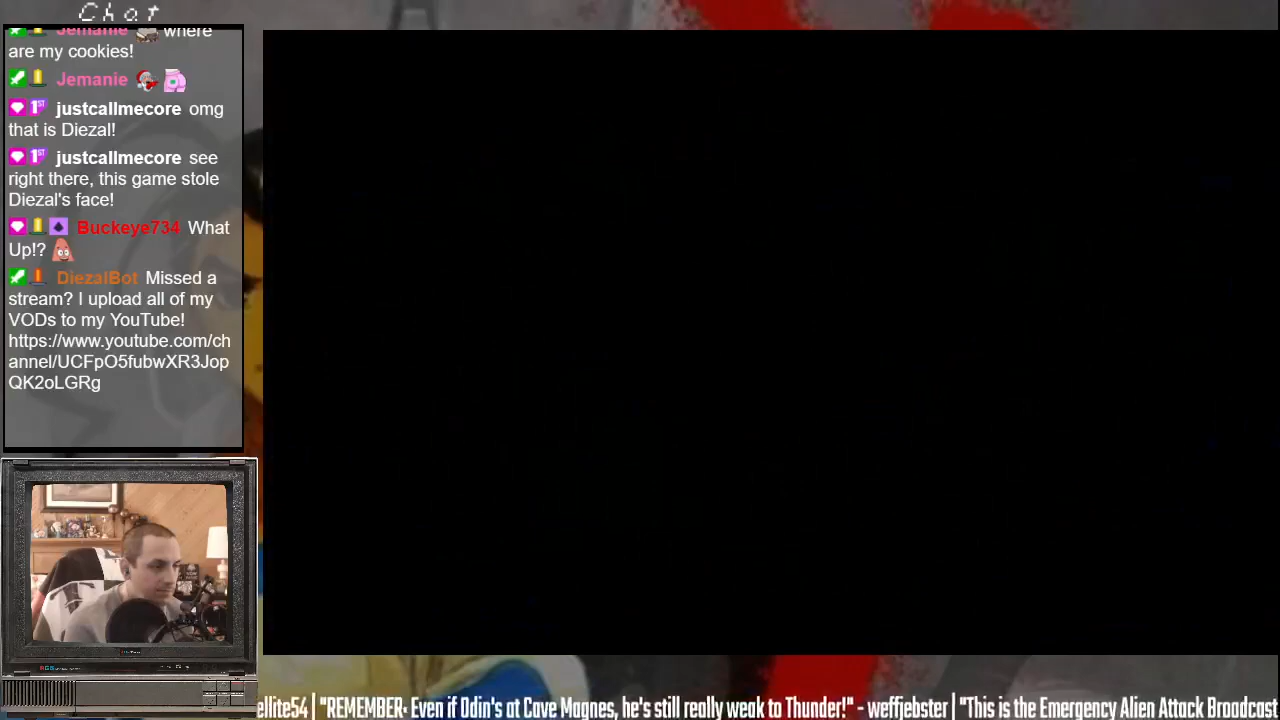 Chat
Jemanie where
are my cookies!
Jemanie
justcallmecore omg
that is Diezal!
justcallmecore see
right there, this game stole
Diezal's face!
Buckeye734 What
Up!?
DiezalBot Missed a
stream? I upload all of my
VODs to my YouTube!
https://www.youtube.com/ch
annel/UCFpO5fubwXR3Jop
QK2oLGRg
ellite54 | "REMEMBER: Even if Odin's at Cave Magnes, he's still really weak to Thunder!" - weffjebster | "This is the Emergency Alien Attack Broadcast